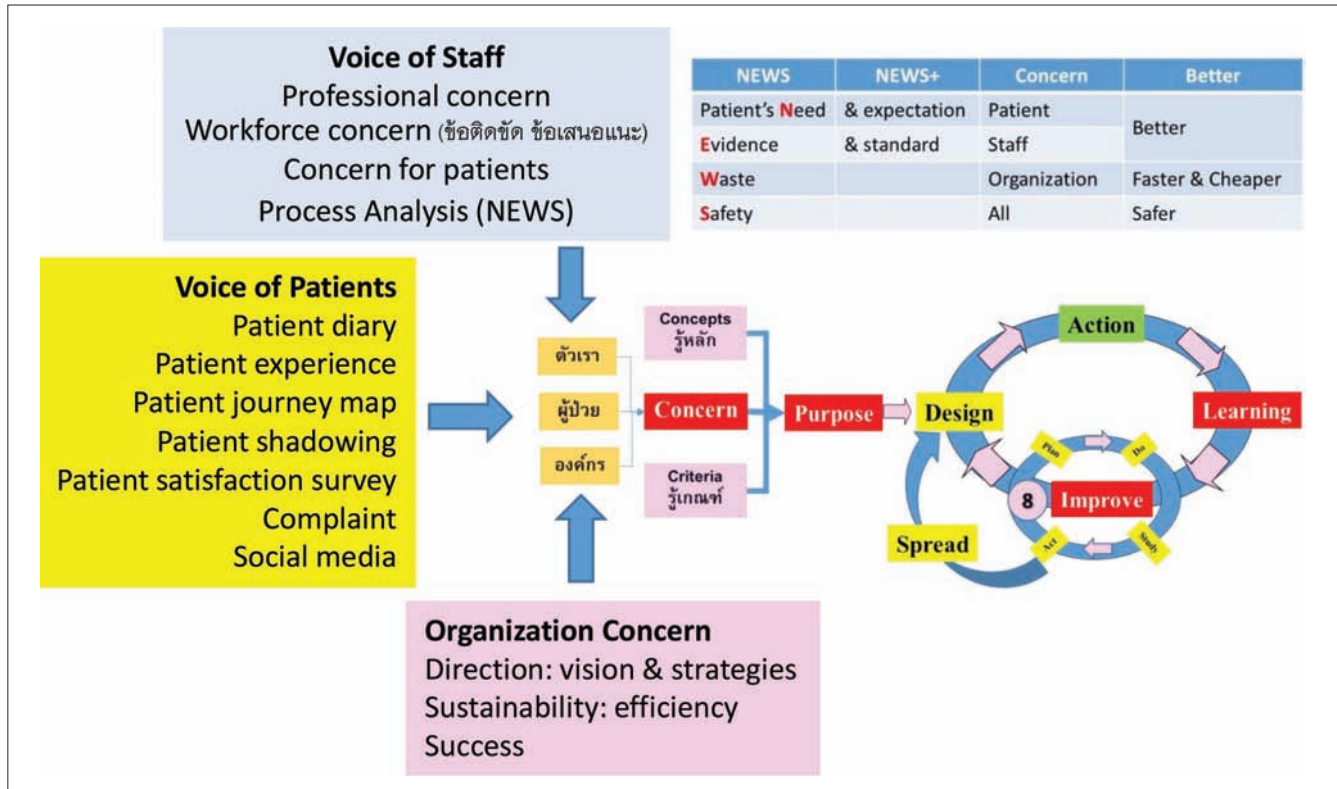 Voice of Staff
Professional concern
Workforce concern (ข้อติดขัด ข้อเสนอแนะ)
Concern for patients
Process Analysis (NEWS)
NEWS NEWS+ Concern Better
Patient's Need & expectation Patient Better
Evidence & standard Staff
Waste Organization Faster & Cheaper
Safety All Safer
Voice of Patients
Patient diary
Patient experience
Patient journey map
Patient shadowing
Patient satisfaction survey
Complaint
Social media
ตัวเรา
ผู้ป่วย
องค์กร
Concepts
รู้หลัก
Concern
Criteria
รู้เกณฑ์
Purpose
Design
Action
Learning
Plan
Do
8
Improve
Act
Study
Spread
Organization Concern
Direction: vision & strategies
Sustainability: efficiency
Success